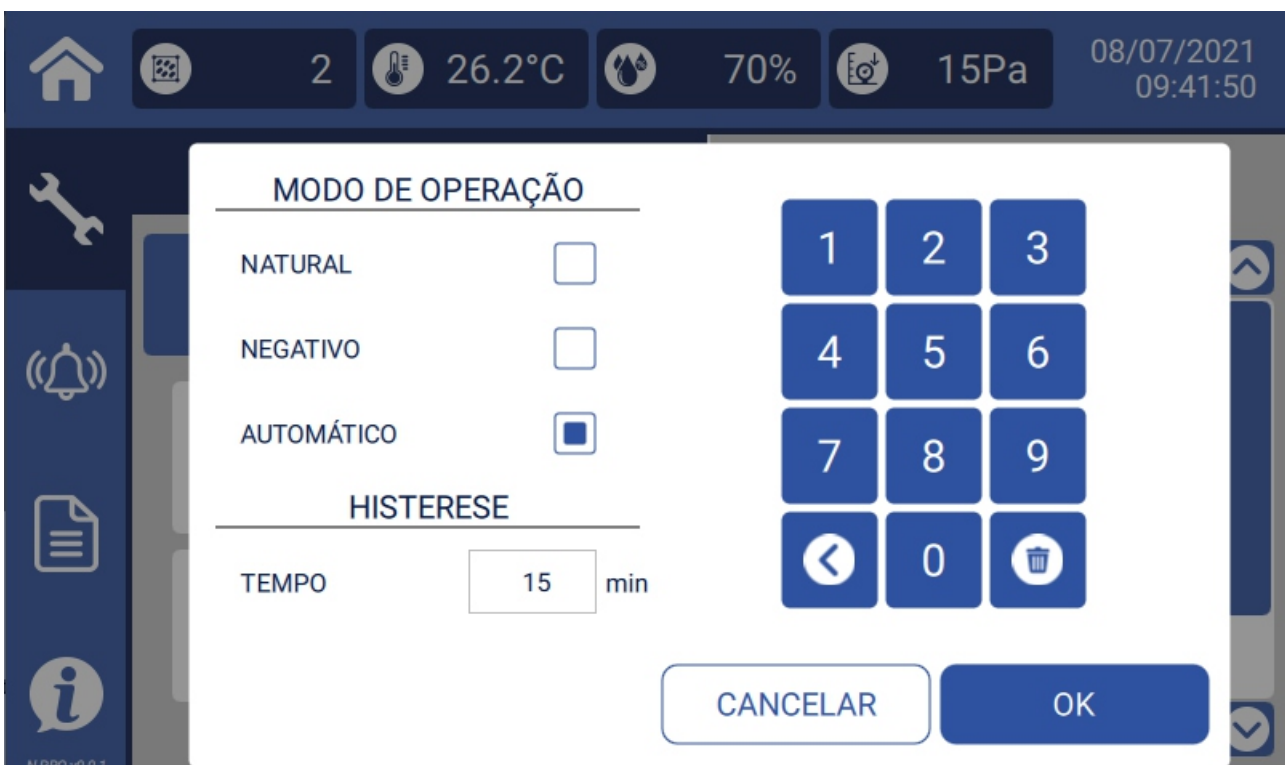 2 26.2°C 70% 15Pa 08/07/2021
09:41:50
MODO DE OPERAÇÃO
NATURAL
NEGATIVO
AUTOMÁTICO
HISTERESE
TEMPO 15 min
1 2 3
4 5 6
7 8 9
0
CANCELAR OK